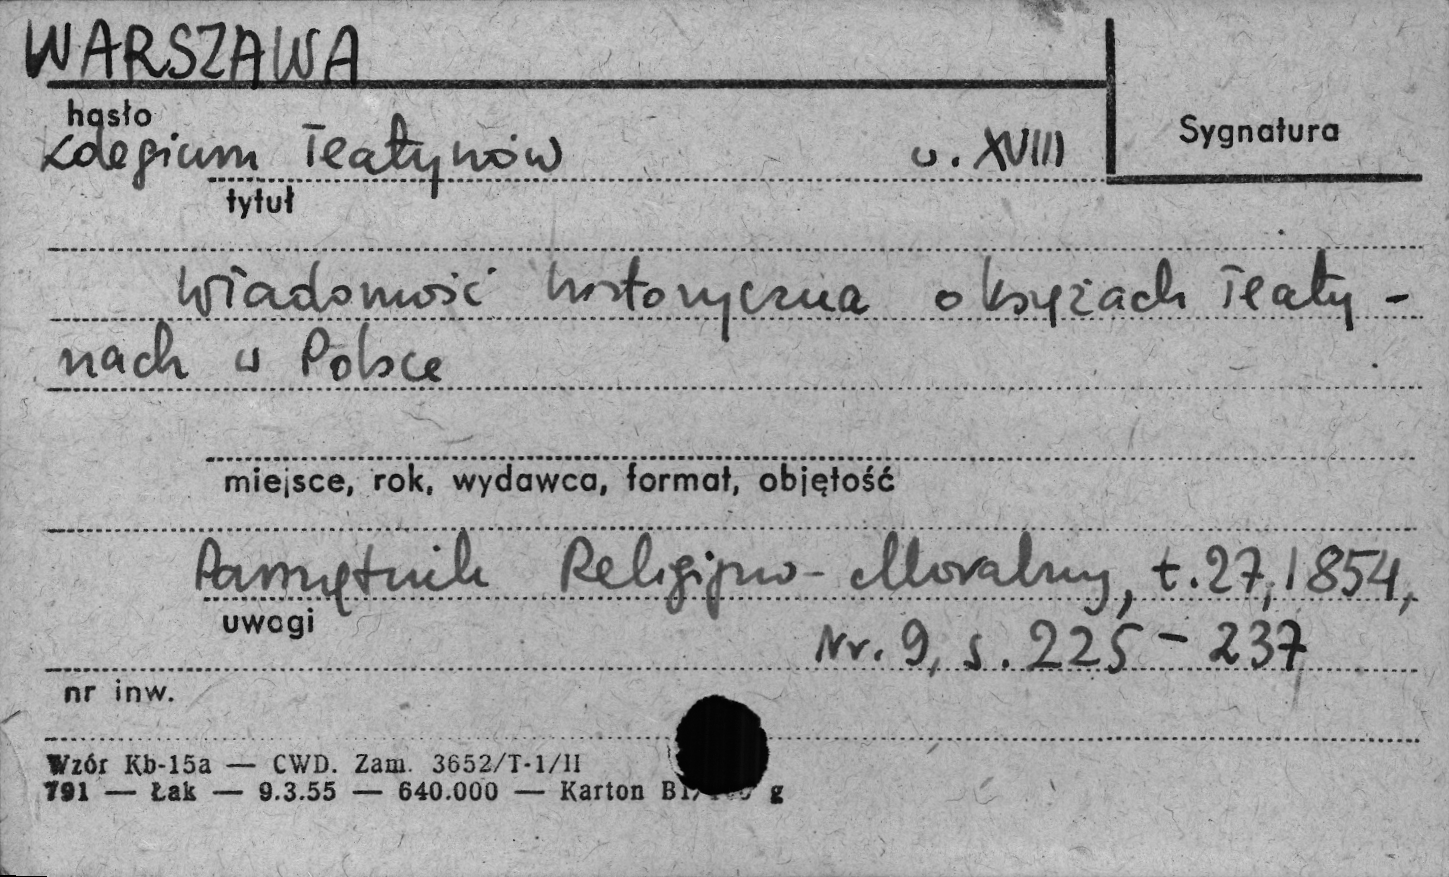 WARSZAWA
hasło
Sygnatura
Kolegium Teatynów w. XVIII
tytuł
Wiadomość historyczna o księżach Teaty-
nach w Polsce
miejsce, rok, wydawca, format, objętość
Pamiętnik Religijno-Moralny, t.27, 1854,
uwagi
Nr. 9, s. 225-237
nr inw.
Wzór Kb-15a — CWD. Zam. 3652/T-1/II
791 — Łak — 9.3.55 — 640.000 — Karton g